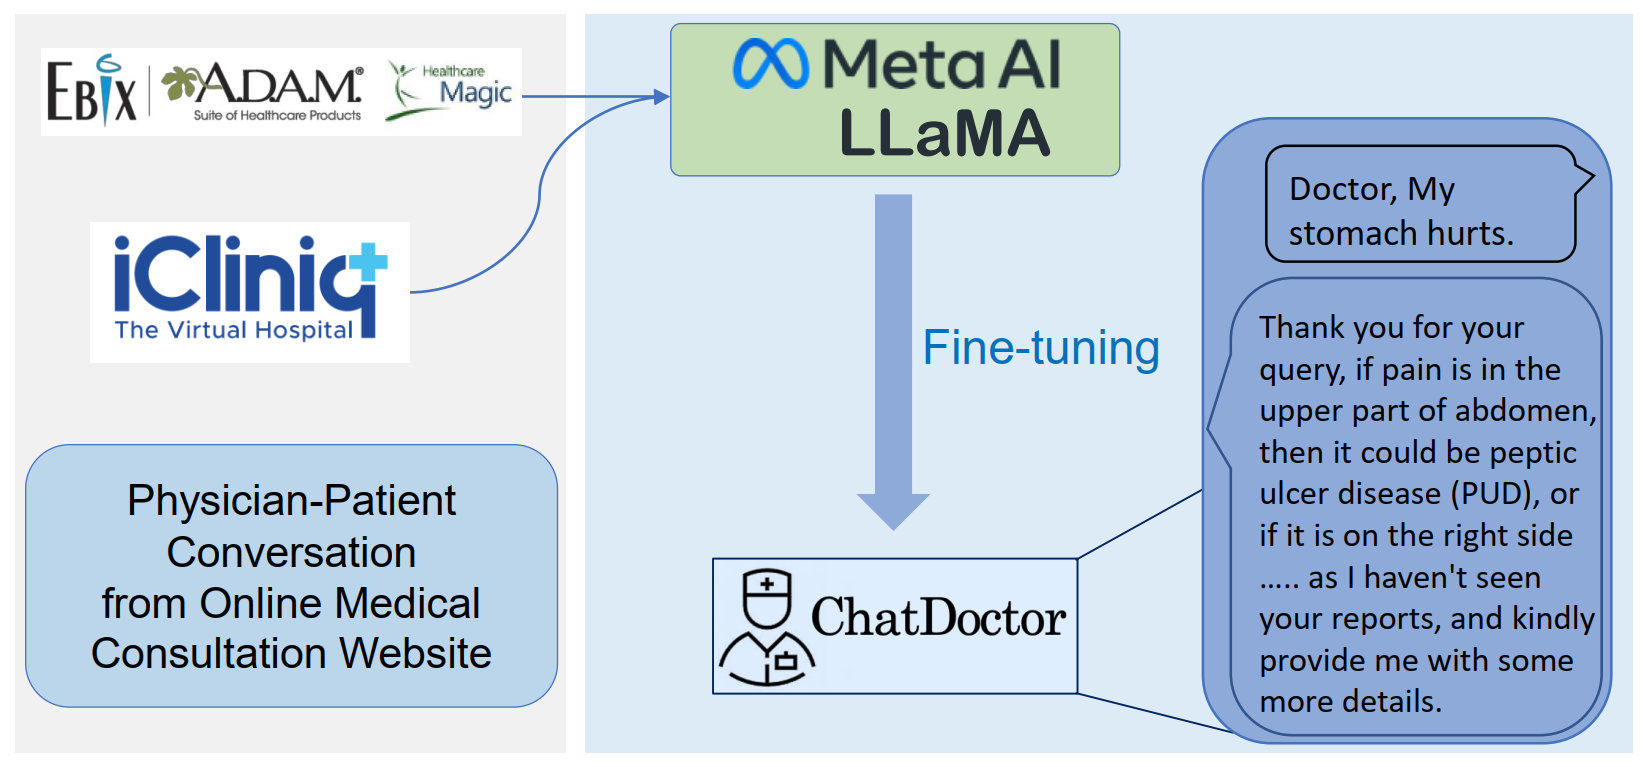 EBIX
A.D.A.M.®
Suite of Healthcare Products
Healthcare
Magic
iCliniq
The Virtual Hospital
Physician-Patient
Conversation
from Online Medical
Consultation Website
Meta AI
LLaMA
Fine-tuning
ChatDoctor
Doctor, My
stomach hurts.
Thank you for your
query, if pain is in the
upper part of abdomen,
then it could be peptic
ulcer disease (PUD), or
if it is on the right side
..... as I haven't seen
your reports, and kindly
provide me with some
more details.